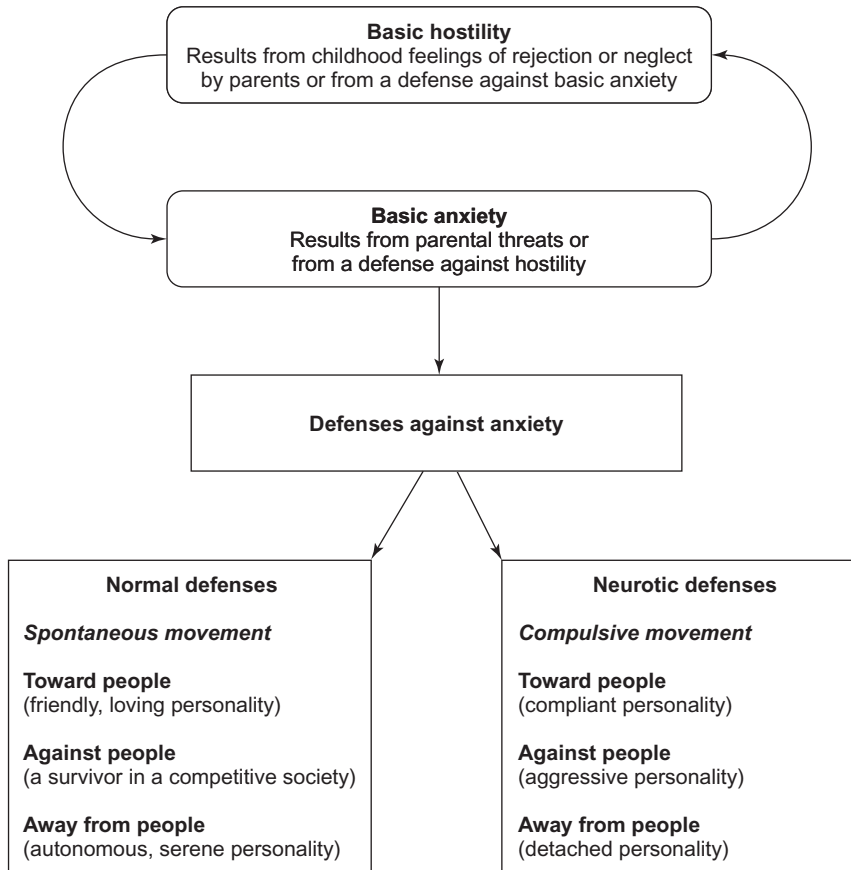 Basic hostility
Results from childhood feelings of rejection or neglect
by parents or from a defense against basic anxiety
Basic anxiety
Results from parental threats or
from a defense against hostility
Defenses against anxiety
Normal defenses
Spontaneous movement
Toward people
(friendly, loving personality)
Against people
(a survivor in a competitive society)
Away from people
(autonomous, serene personality)
Neurotic defenses
Compulsive movement
Toward people
(compliant personality)
Against people
(aggressive personality)
Away from people
(detached personality)